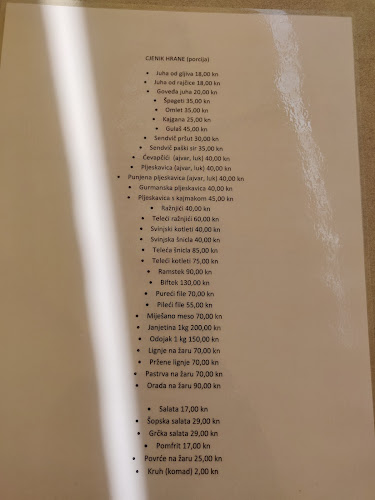 CJENIK HRANE (porcija)
• Juha od gljiva 18,00 kn
• Juha od rajčice 18,00 kn
• Goveđa juha 20,00 kn
• Špageti 35,00 kn
• Omlet 35,00 kn
• Kajgana 25,00 kn
• Gulaš 45,00 kn
• Sendvič pršut 30,00 kn
• Sendvič paški sir 35,00 kn
• Ćevapčići (ajvar, luk) 40,00 kn
• Pljeskavica (ajvar, luk) 40,00 kn
• Punjena pljeskavica (ajvar, luk) 40,00 kn
• Gurmanska pljeskavica 40,00 kn
• Pljeskavica s kajmakom 45,00 kn
• Ražnjići 40,00 kn
• Teleći ražnjići 60,00 kn
• Svinjski kotleti 40,00 kn
• Svinjska šnicla 40,00 kn
• Teleća šnicla 85,00 kn
• Teleći kotleti 75,00 kn
• Ramstek 90,00 kn
• Biftek 130,00 kn
• Pureći file 70,00 kn
• Pileći file 55,00 kn
• Miješano meso 70,00 kn
• Janjetina 1kg 200,00 kn
• Odojak 1 kg 150,00 kn
• Lignje na žaru 70,00 kn
• Pržene lignje 70,00 kn
• Pastrva na žaru 70,00 kn
• Orada na žaru 90,00 kn
• Salata 17,00 kn
• Šopska salata 29,00 kn
• Grčka salata 29,00 kn
• Pomfrit 17,00 kn
• Povrće na žaru 25,00 kn
• Kruh (komad) 2,00 kn